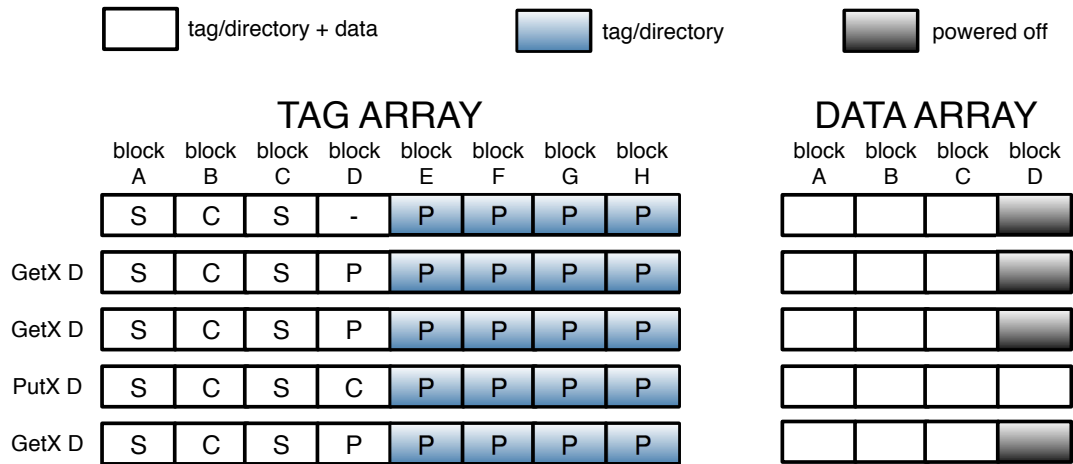 tag/directory + data tag/directory powered off
TAG ARRAY DATA ARRAY
block block block block block block block block block block block block
A B C D E F G H A B C D
S C S - P P P P
GetX D S C S P P P P P
GetX D S C S P P P P P
PutX D S C S C P P P P
GetX D S C S P P P P P